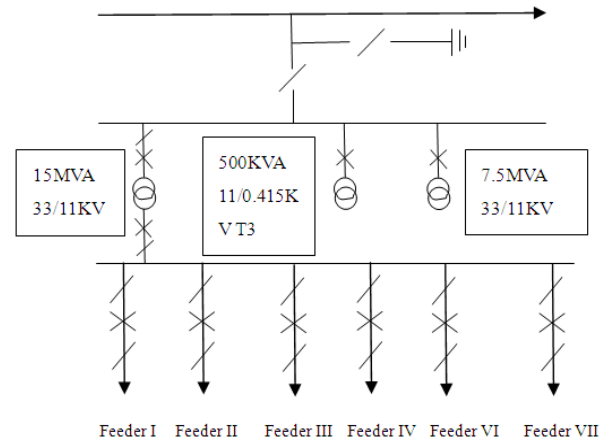 15MVA
33/11KV
500KVA
11/0.415K
V T3
7.5MVA
33/11KV
Feeder I
Feeder II
Feeder III
Feeder IV
Feeder VI
Feeder VII